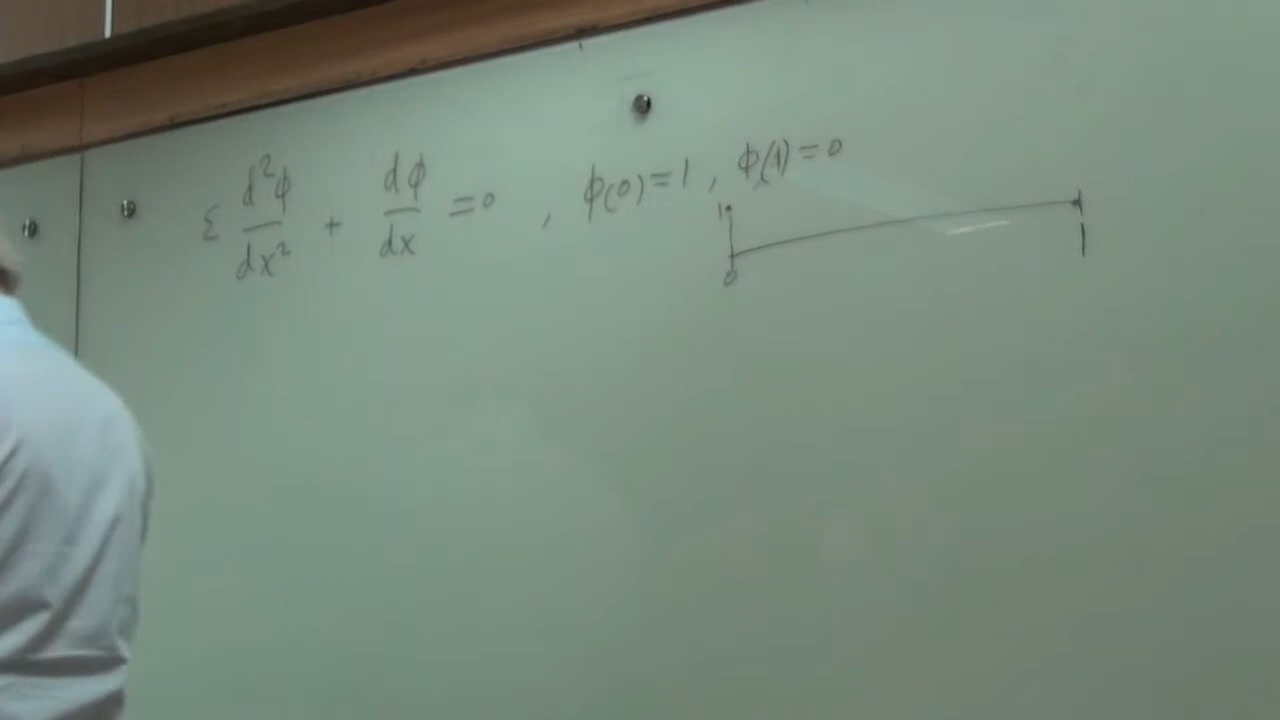 ε d²φ/dx² + dφ/dx = 0 , φ(0) = 1 , φ(1) = 0
1
0 1